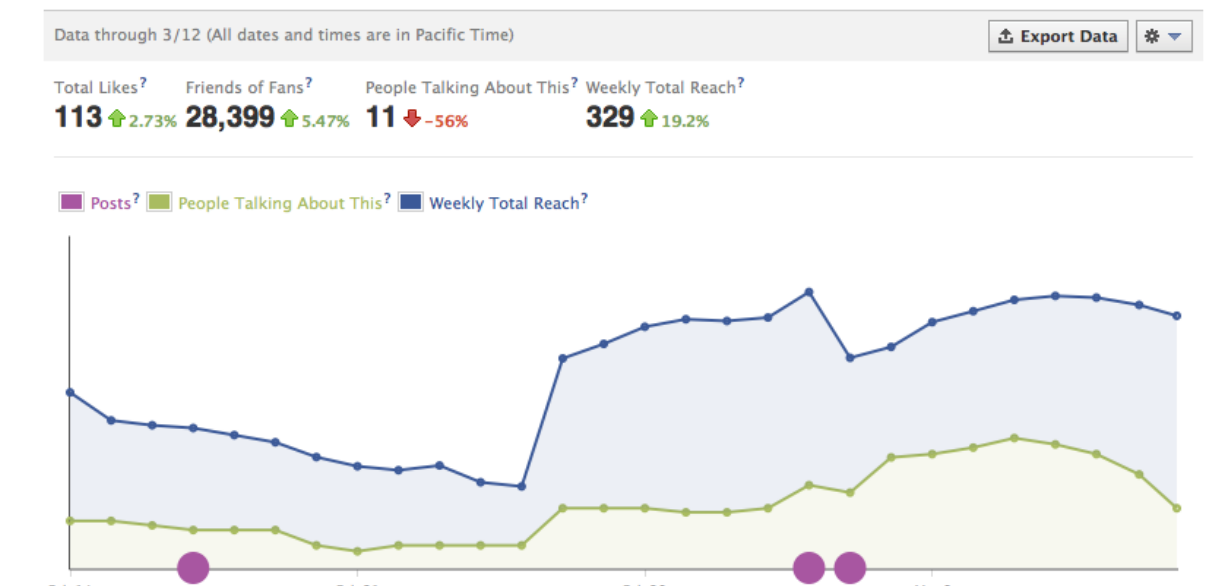 Data through 3/12 (All dates and times are in Pacific Time)
Export Data
Total Likes? Friends of Fans? People Talking About This? Weekly Total Reach?
113 2.73% 28,399 5.47% 11 -56% 329 19.2%
Posts? People Talking About This? Weekly Total Reach?